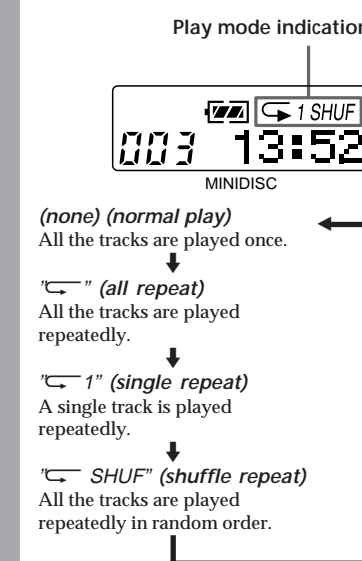 Play mode indication
1 SHUF
003 13:52
MINIDISC
(none) (normal play)
All the tracks are played once.
" " (all repeat)
All the tracks are played
repeatedly.
" 1" (single repeat)
A single track is played
repeatedly.
" SHUF" (shuffle repeat)
All the tracks are played
repeatedly in random order.